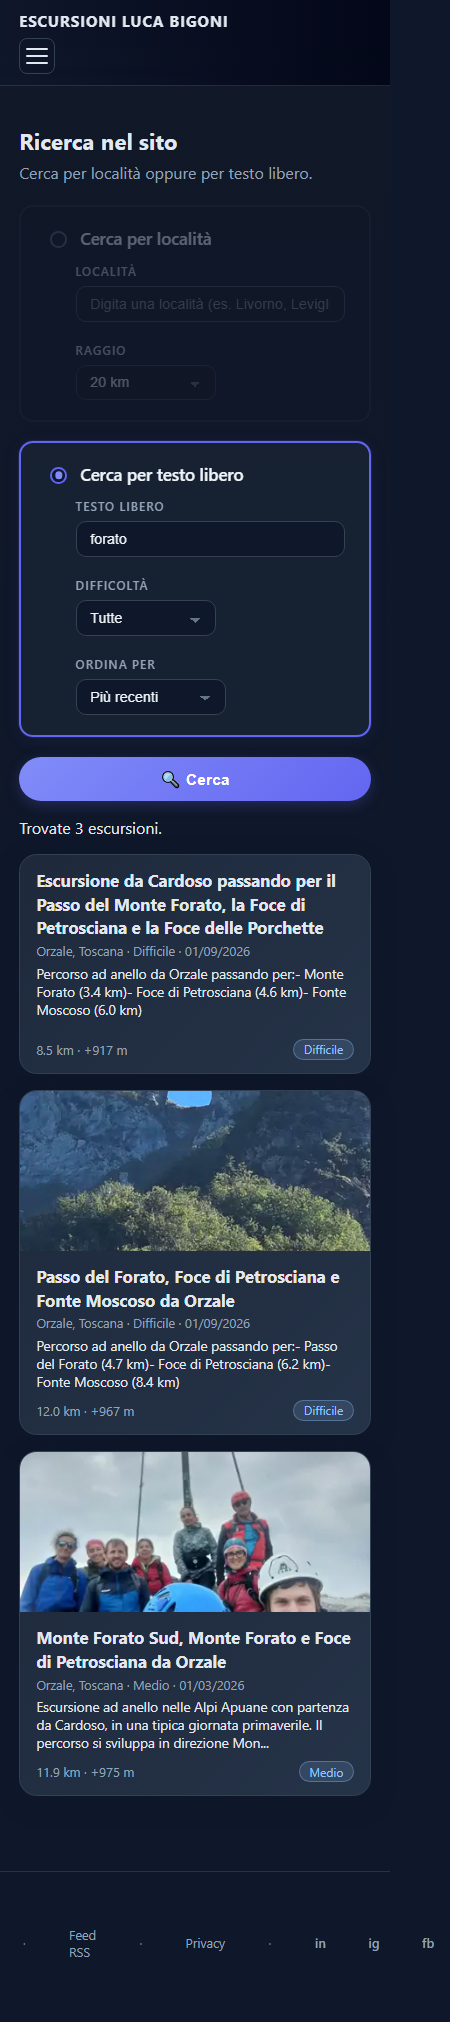 ESCURSIONI LUCA BIGONI
Ricerca nel sito
Cerca per località oppure per testo libero.
Cerca per località
LOCALITÀ
Digita una località (es. Livorno, Levigl
RAGGIO
20 km
Cerca per testo libero
TESTO LIBERO
forato
DIFFICOLTÀ
Tutte
ORDINA PER
Più recenti
🔍 Cerca
Trovate 3 escursioni.
Escursione da Cardoso passando per il
Passo del Monte Forato, la Foce di
Petrosciana e la Foce delle Porchette
Orzale, Toscana · Difficile · 01/09/2026
Percorso ad anello da Orzale passando per:- Monte
Forato (3.4 km)- Foce di Petrosciana (4.6 km)- Fonte
Moscoso (6.0 km)
8.5 km · +917 m
Difficile
Passo del Forato, Foce di Petrosciana e
Fonte Moscoso da Orzale
Orzale, Toscana · Difficile · 01/09/2026
Percorso ad anello da Orzale passando per:- Passo
del Forato (4.7 km)- Foce di Petrosciana (6.2 km)-
Fonte Moscoso (8.4 km)
12.0 km · +967 m
Difficile
Monte Forato Sud, Monte Forato e Foce
di Petrosciana da Orzale
Orzale, Toscana · Medio · 01/03/2026
Escursione ad anello nelle Alpi Apuane con partenza
da Cardoso, in una tipica giornata primaverile. Il
percorso si sviluppa in direzione Mon...
11.9 km · +975 m
Medio
· Feed
RSS
· Privacy · in ig fb